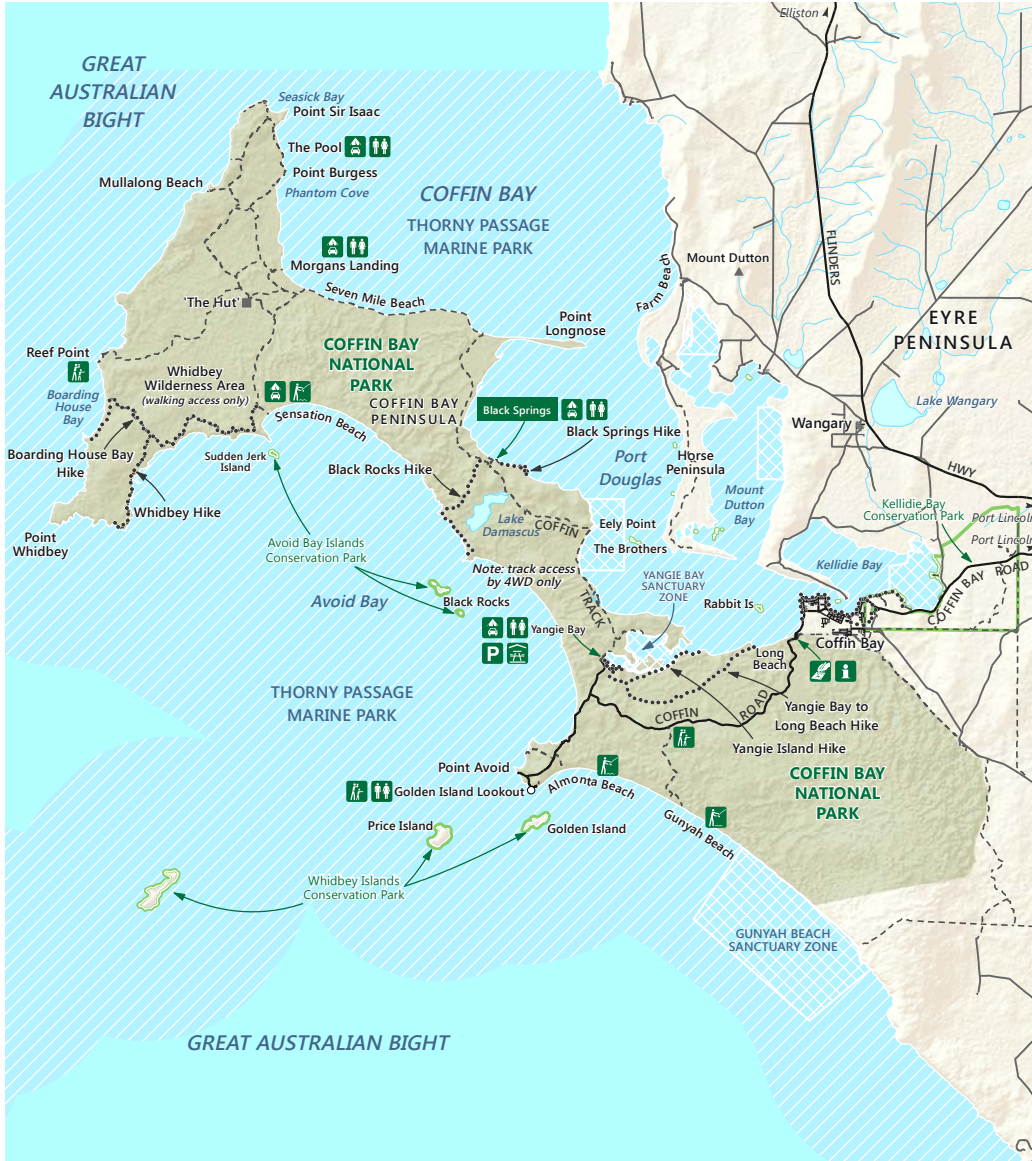 Elliston
GREAT
AUSTRALIAN
BIGHT
Seasick Bay
Point Sir Isaac
The Pool
Point Burgess
Mullalong Beach
Phantom Cove
COFFIN BAY
THORNY PASSAGE
MARINE PARK
Morgans Landing
'The Hut'
Seven Mile Beach
Farm Beach
Mount Dutton
FLINDERS
EYRE
PENINSULA
Point
Longnose
Reef Point
COFFIN BAY
NATIONAL
PARK
Whidbey
Wilderness Area
(walking access only)
Boarding
House
Bay
COFFIN BAY
PENINSULA
Sensation Beach
Black Springs
Black Springs Hike
Lake Wangary
Wangary
HWY
Boarding House Bay
Hike
Sudden Jerk
Island
Black Rocks Hike
Port
Douglas
Horse
Peninsula
Mount
Dutton
Bay
Whidbey Hike
Point
Whidbey
Lake
Damascus
COFFIN
Eely Point
The Brothers
Kellidie Bay
Conservation Park
Port Lincoln
Port Lincoln
Avoid Bay Islands
Conservation Park
Note: track access
by 4WD only
Kellidie Bay
YANGIE BAY
SANCTUARY
ZONE
TRACK
Rabbit Is
COFFIN BAY ROAD
Avoid Bay
Black Rocks
P
Yangie Bay
Coffin Bay
Long
Beach
i
THORNY PASSAGE
MARINE PARK
COFFIN ROAD
Yangie Bay to
Long Beach Hike
Yangie Island Hike
Point Avoid
Golden Island Lookout
Almonta Beach
COFFIN BAY
NATIONAL
PARK
Gunyah Beach
Price Island
Golden Island
Whidbey Islands
Conservation Park
GUNYAH BEACH
SANCTUARY ZONE
GREAT AUSTRALIAN BIGHT